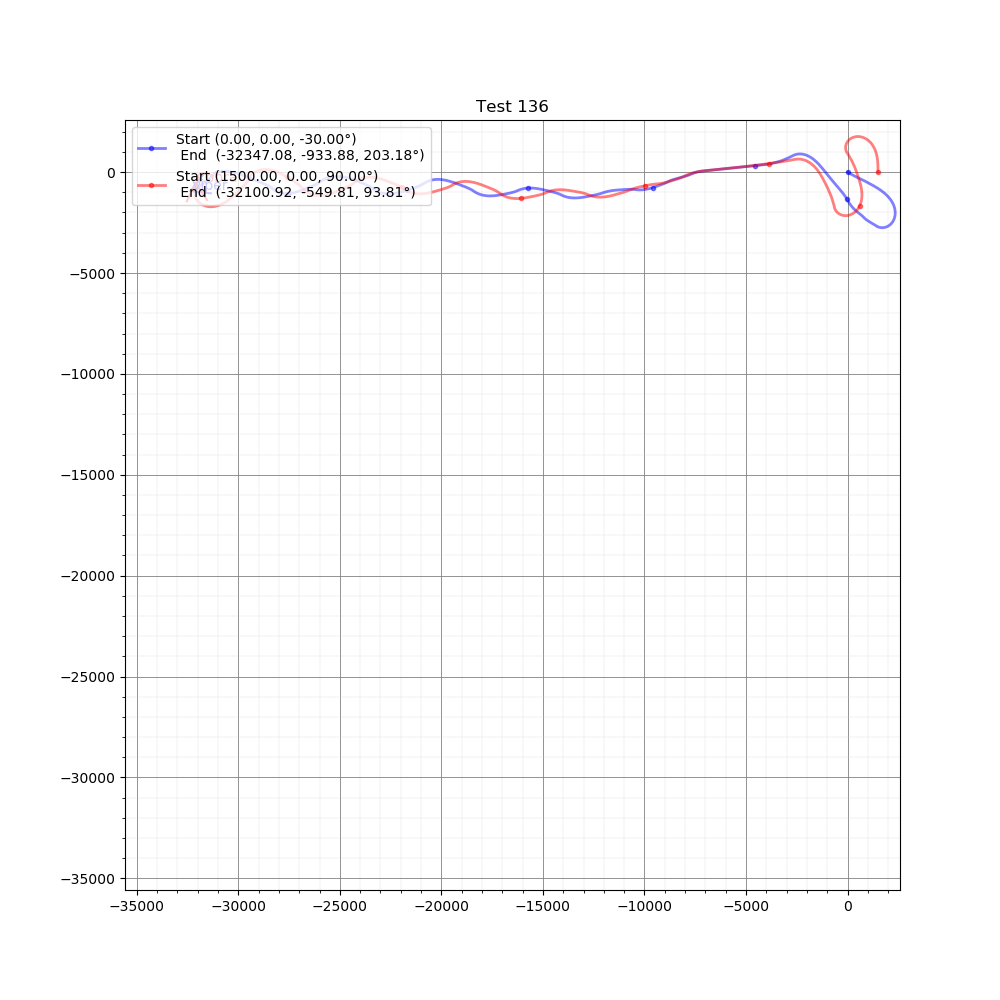 Test 136
Start (0.00, 0.00, -30.00°)
End  (-32347.08, -933.88, 203.18°)
Start (1500.00, 0.00, 90.00°)
End  (-32100.92, -549.81, 93.81°)
0
−5000
−10000
−15000
−20000
−25000
−30000
−35000
−35000 −30000 −25000 −20000 −15000 −10000 −5000 0